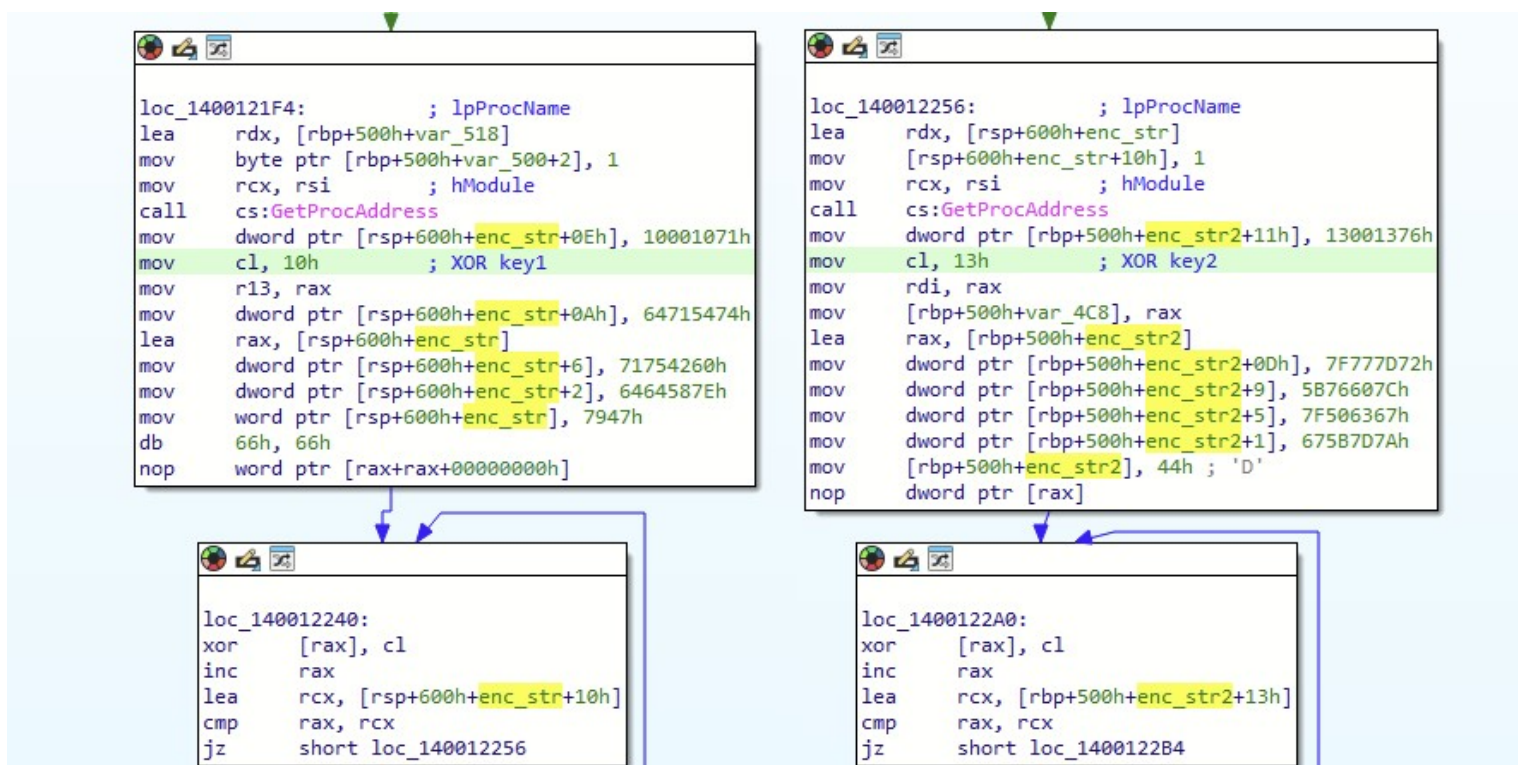 loc_1400121F4: ; lpProcName
lea rdx, [rbp+500h+var_518]
mov byte ptr [rbp+500h+var_500+2], 1
mov rcx, rsi ; hModule
call cs:GetProcAddress
mov dword ptr [rsp+600h+enc_str+0Eh], 10001071h
mov cl, 10h ; XOR key1
mov r13, rax
mov dword ptr [rsp+600h+enc_str+0Ah], 64715474h
lea rax, [rsp+600h+enc_str]
mov dword ptr [rsp+600h+enc_str+6], 71754260h
mov dword ptr [rsp+600h+enc_str+2], 6464587Eh
mov word ptr [rsp+600h+enc_str], 7947h
db 66h, 66h
nop word ptr [rax+rax+00000000h]
loc_140012240:
xor [rax], cl
inc rax
lea rcx, [rsp+600h+enc_str+10h]
cmp rax, rcx
jz short loc_140012256
loc_140012256: ; lpProcName
lea rdx, [rsp+600h+enc_str]
mov [rsp+600h+enc_str+10h], 1
mov rcx, rsi ; hModule
call cs:GetProcAddress
mov dword ptr [rbp+500h+enc_str2+11h], 13001376h
mov cl, 13h ; XOR key2
mov rdi, rax
mov [rbp+500h+var_4C8], rax
lea rax, [rbp+500h+enc_str2]
mov dword ptr [rbp+500h+enc_str2+0Dh], 7F777D72h
mov dword ptr [rbp+500h+enc_str2+9], 5B76607Ch
mov dword ptr [rbp+500h+enc_str2+5], 7F506367h
mov dword ptr [rbp+500h+enc_str2+1], 675B7D7Ah
mov [rbp+500h+enc_str2], 44h ; 'D'
nop dword ptr [rax]
loc_1400122A0:
xor [rax], cl
inc rax
lea rcx, [rbp+500h+enc_str2+13h]
cmp rax, rcx
jz short loc_1400122B4